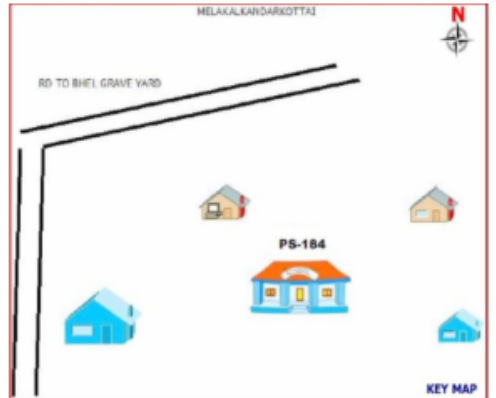 MELAKALKANDARKOTTAI
N
RD TO BHEL GRAVE YARD
PS-184
KEY MAP